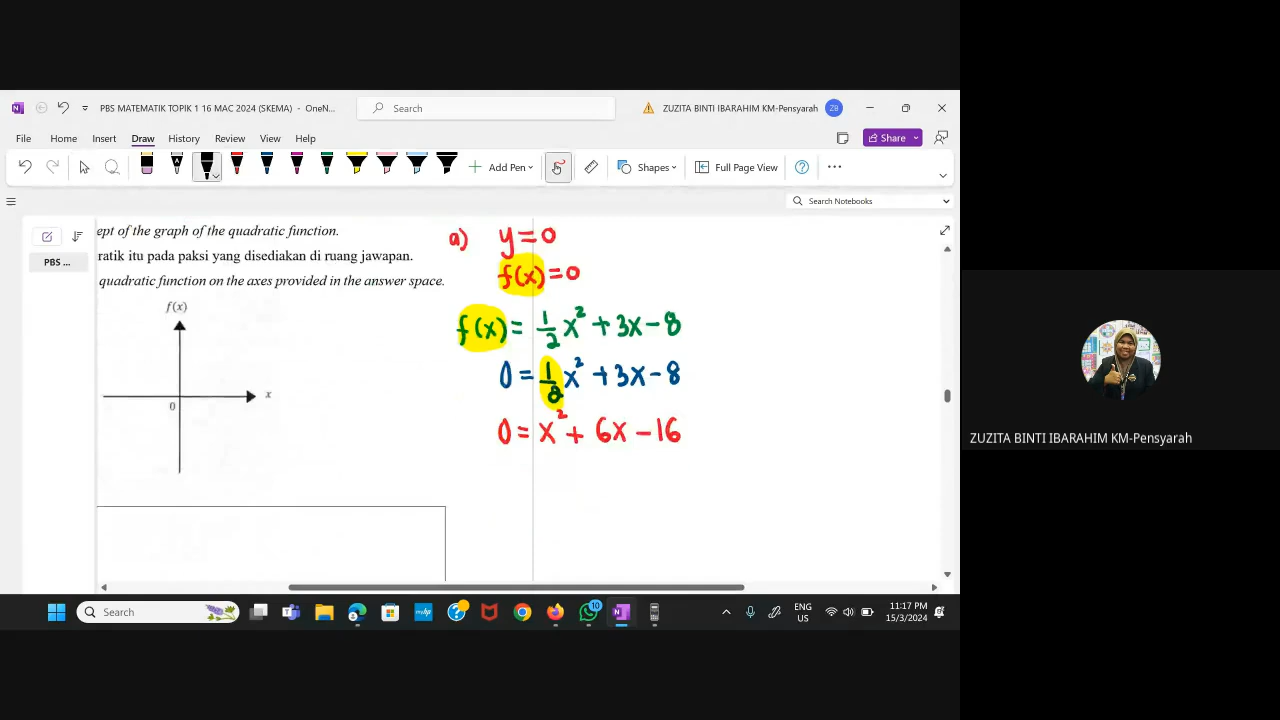 PBS MATEMATIK TOPIK 1 16 MAC 2024 (SKEMA) - OneN...
Search
ZUZITA BINTI IBARAHIM KM-Pensyarah
ZB
File Home Insert Draw History Review View Help
Share
Add Pen
Shapes
Full Page View
Search Notebooks
PBS ...
ept of the graph of the quadratic function.
ratik itu pada paksi yang disediakan di ruang jawapan.
quadratic function on the axes provided in the answer space.
f(x)
x
0
a) y = 0
f(x) = 0
f(x) = 1/2 x² + 3x - 8
0 = 1/2 x² + 3x - 8
0 = x² + 6x - 16
ZUZITA BINTI IBARAHIM KM-Pensyarah
Search
10
ENG
US
11:17 PM
15/3/2024